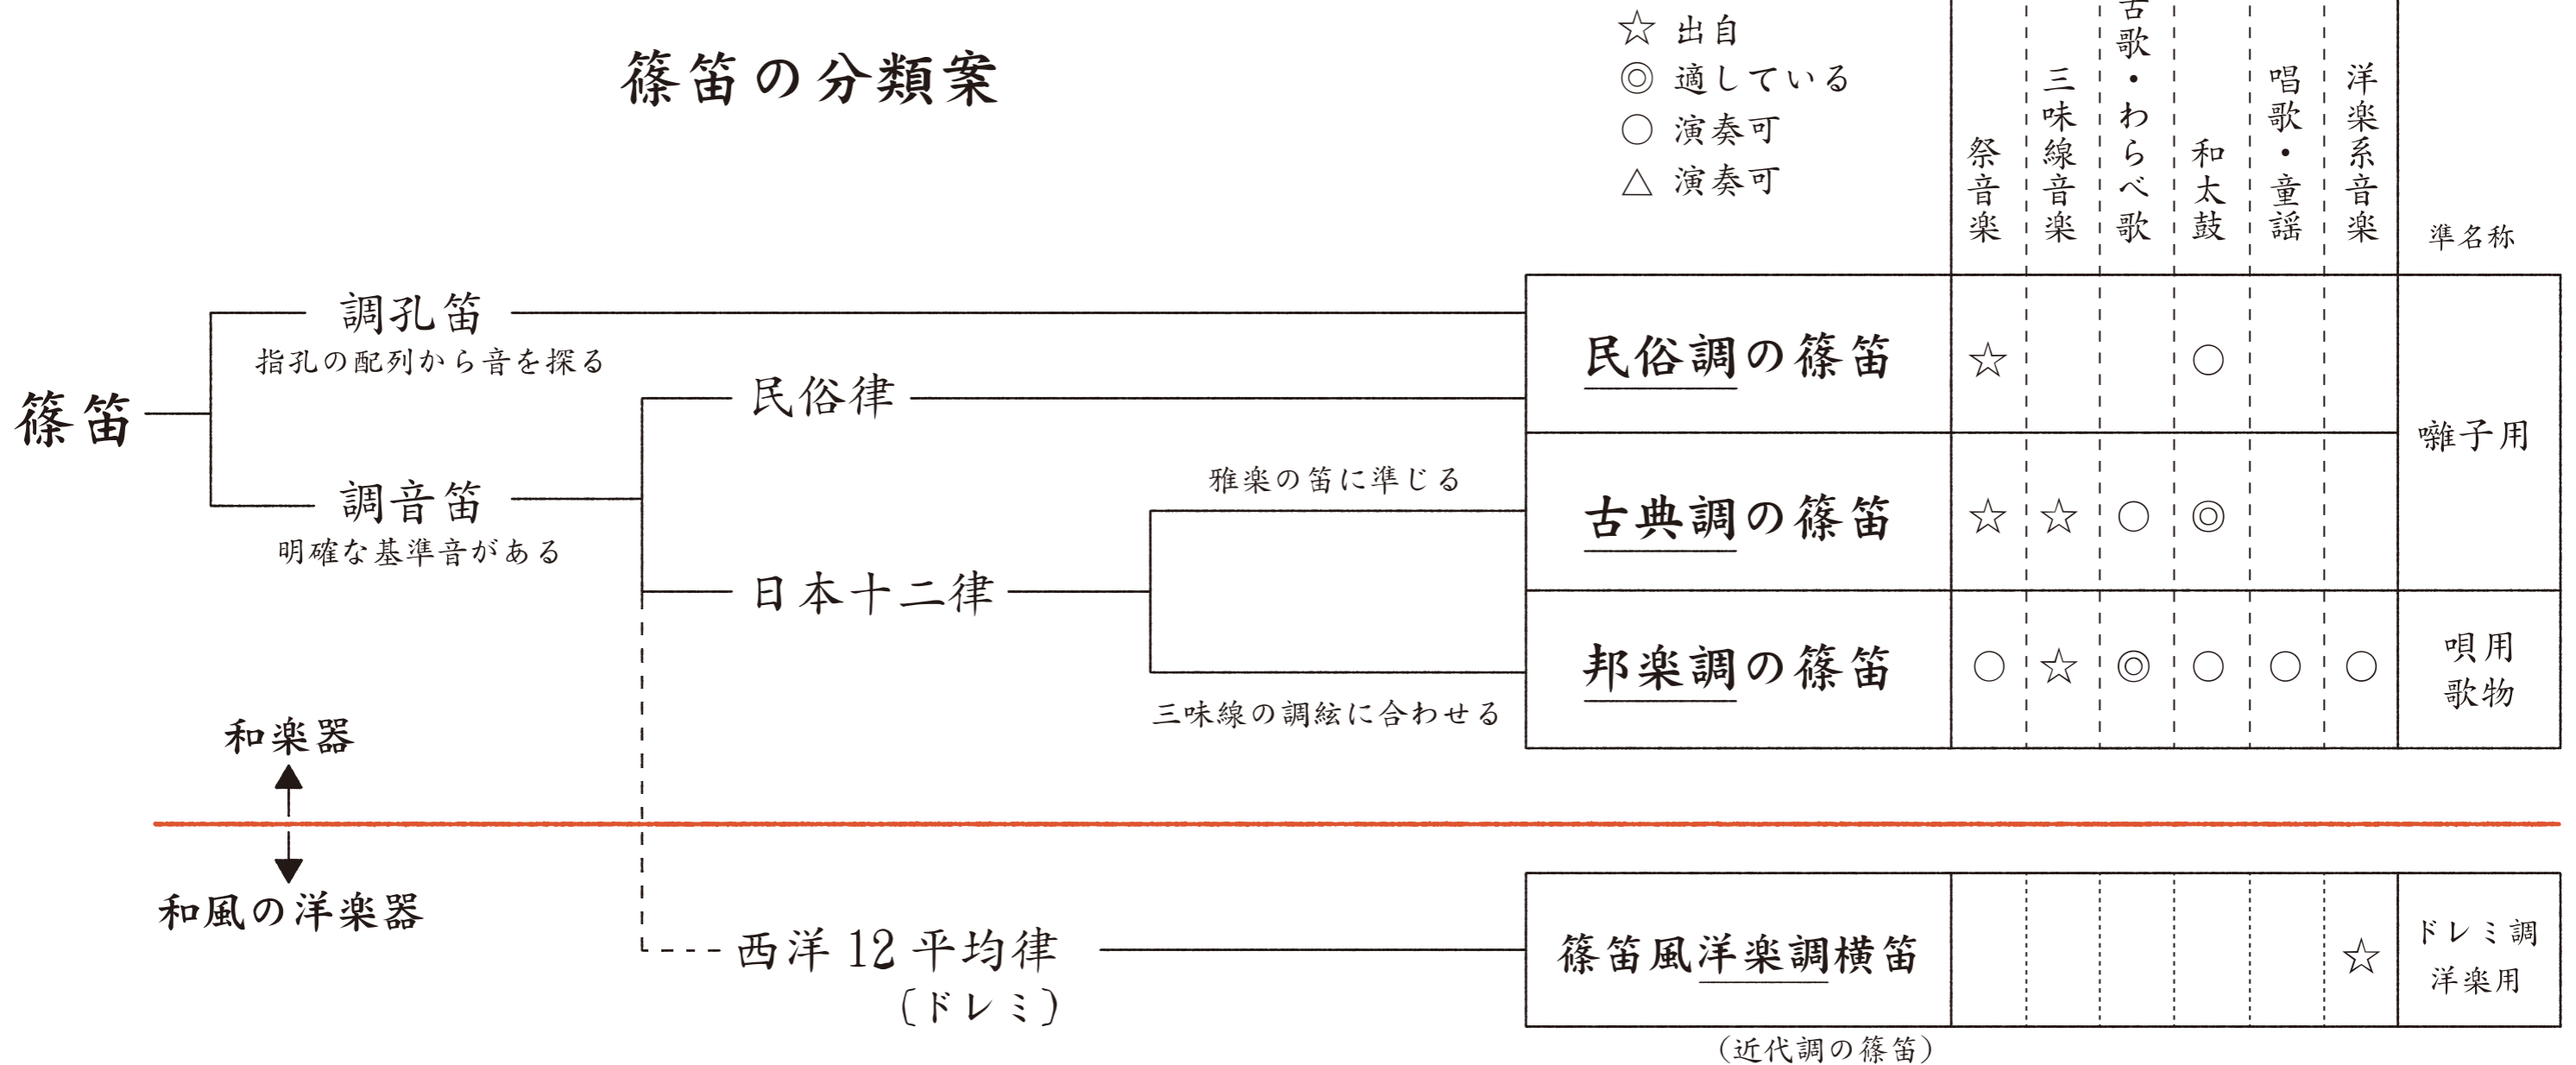 篠笛の分類案
☆ 出自
◎ 適している
○ 演奏可
△ 演奏可
祭音楽
三味線音楽
古歌・わらべ歌
和太鼓
唱歌・童謡
洋楽系音楽
準名称
篠笛
調孔笛
指孔の配列から音を探る
調音笛
明確な基準音がある
民俗律
日本十二律
雅楽の笛に準じる
三味線の調絃に合わせる
民俗調の篠笛 ☆ ○
古典調の篠笛 ☆ ☆ ○ ◎
囃子用
邦楽調の篠笛 ○ ☆ ◎ ○ ○ ○
唄用
歌物
和楽器
和風の洋楽器
西洋12平均律
（ドレミ）
篠笛風洋楽調横笛 ☆
ドレミ調
洋楽用
（近代調の篠笛）